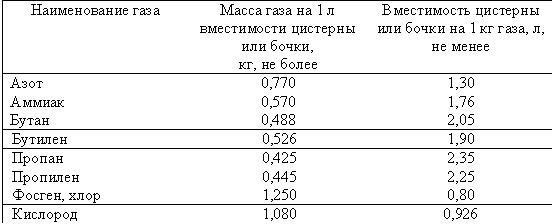 Наименование газа Масса газа на 1 л Вместимость цистерны
вместимости цистерны или бочки на 1 кг газа, л,
или бочки, не менее
кг, не более
Азот 0,770 1,30
Аммиак 0,570 1,76
Бутан 0,488 2,05
Бутилен 0,526 1,90
Пропан 0,425 2,35
Пропилен 0,445 2,25
Фосген, хлор 1,250 0,80
Кислород 1,080 0,926